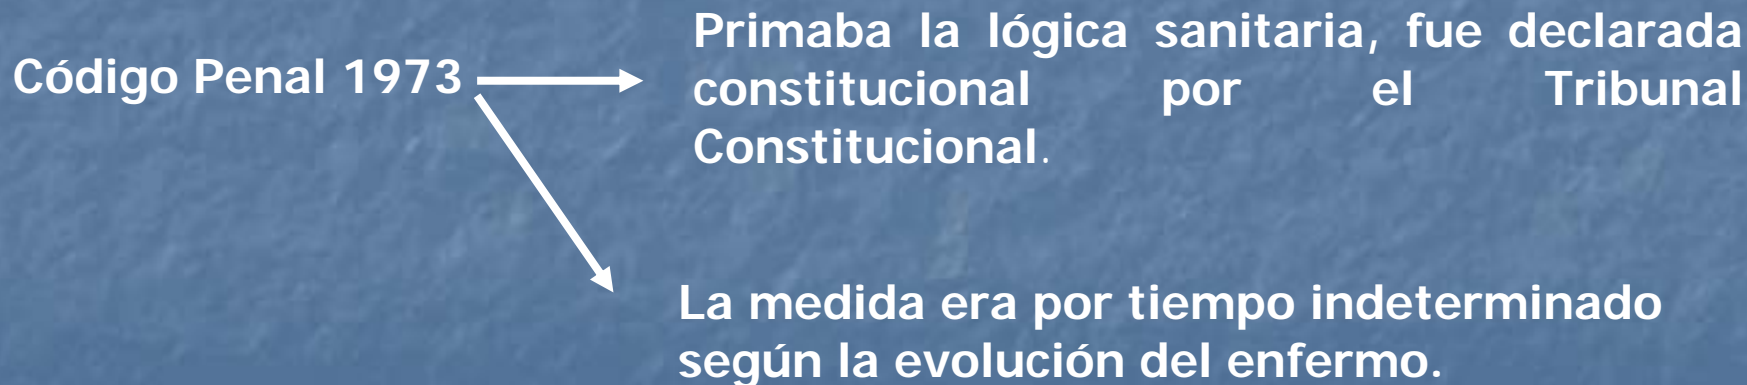 Código Penal 1973
Primaba la lógica sanitaria, fue declarada
constitucional por el Tribunal
Constitucional.
La medida era por tiempo indeterminado
según la evolución del enfermo.